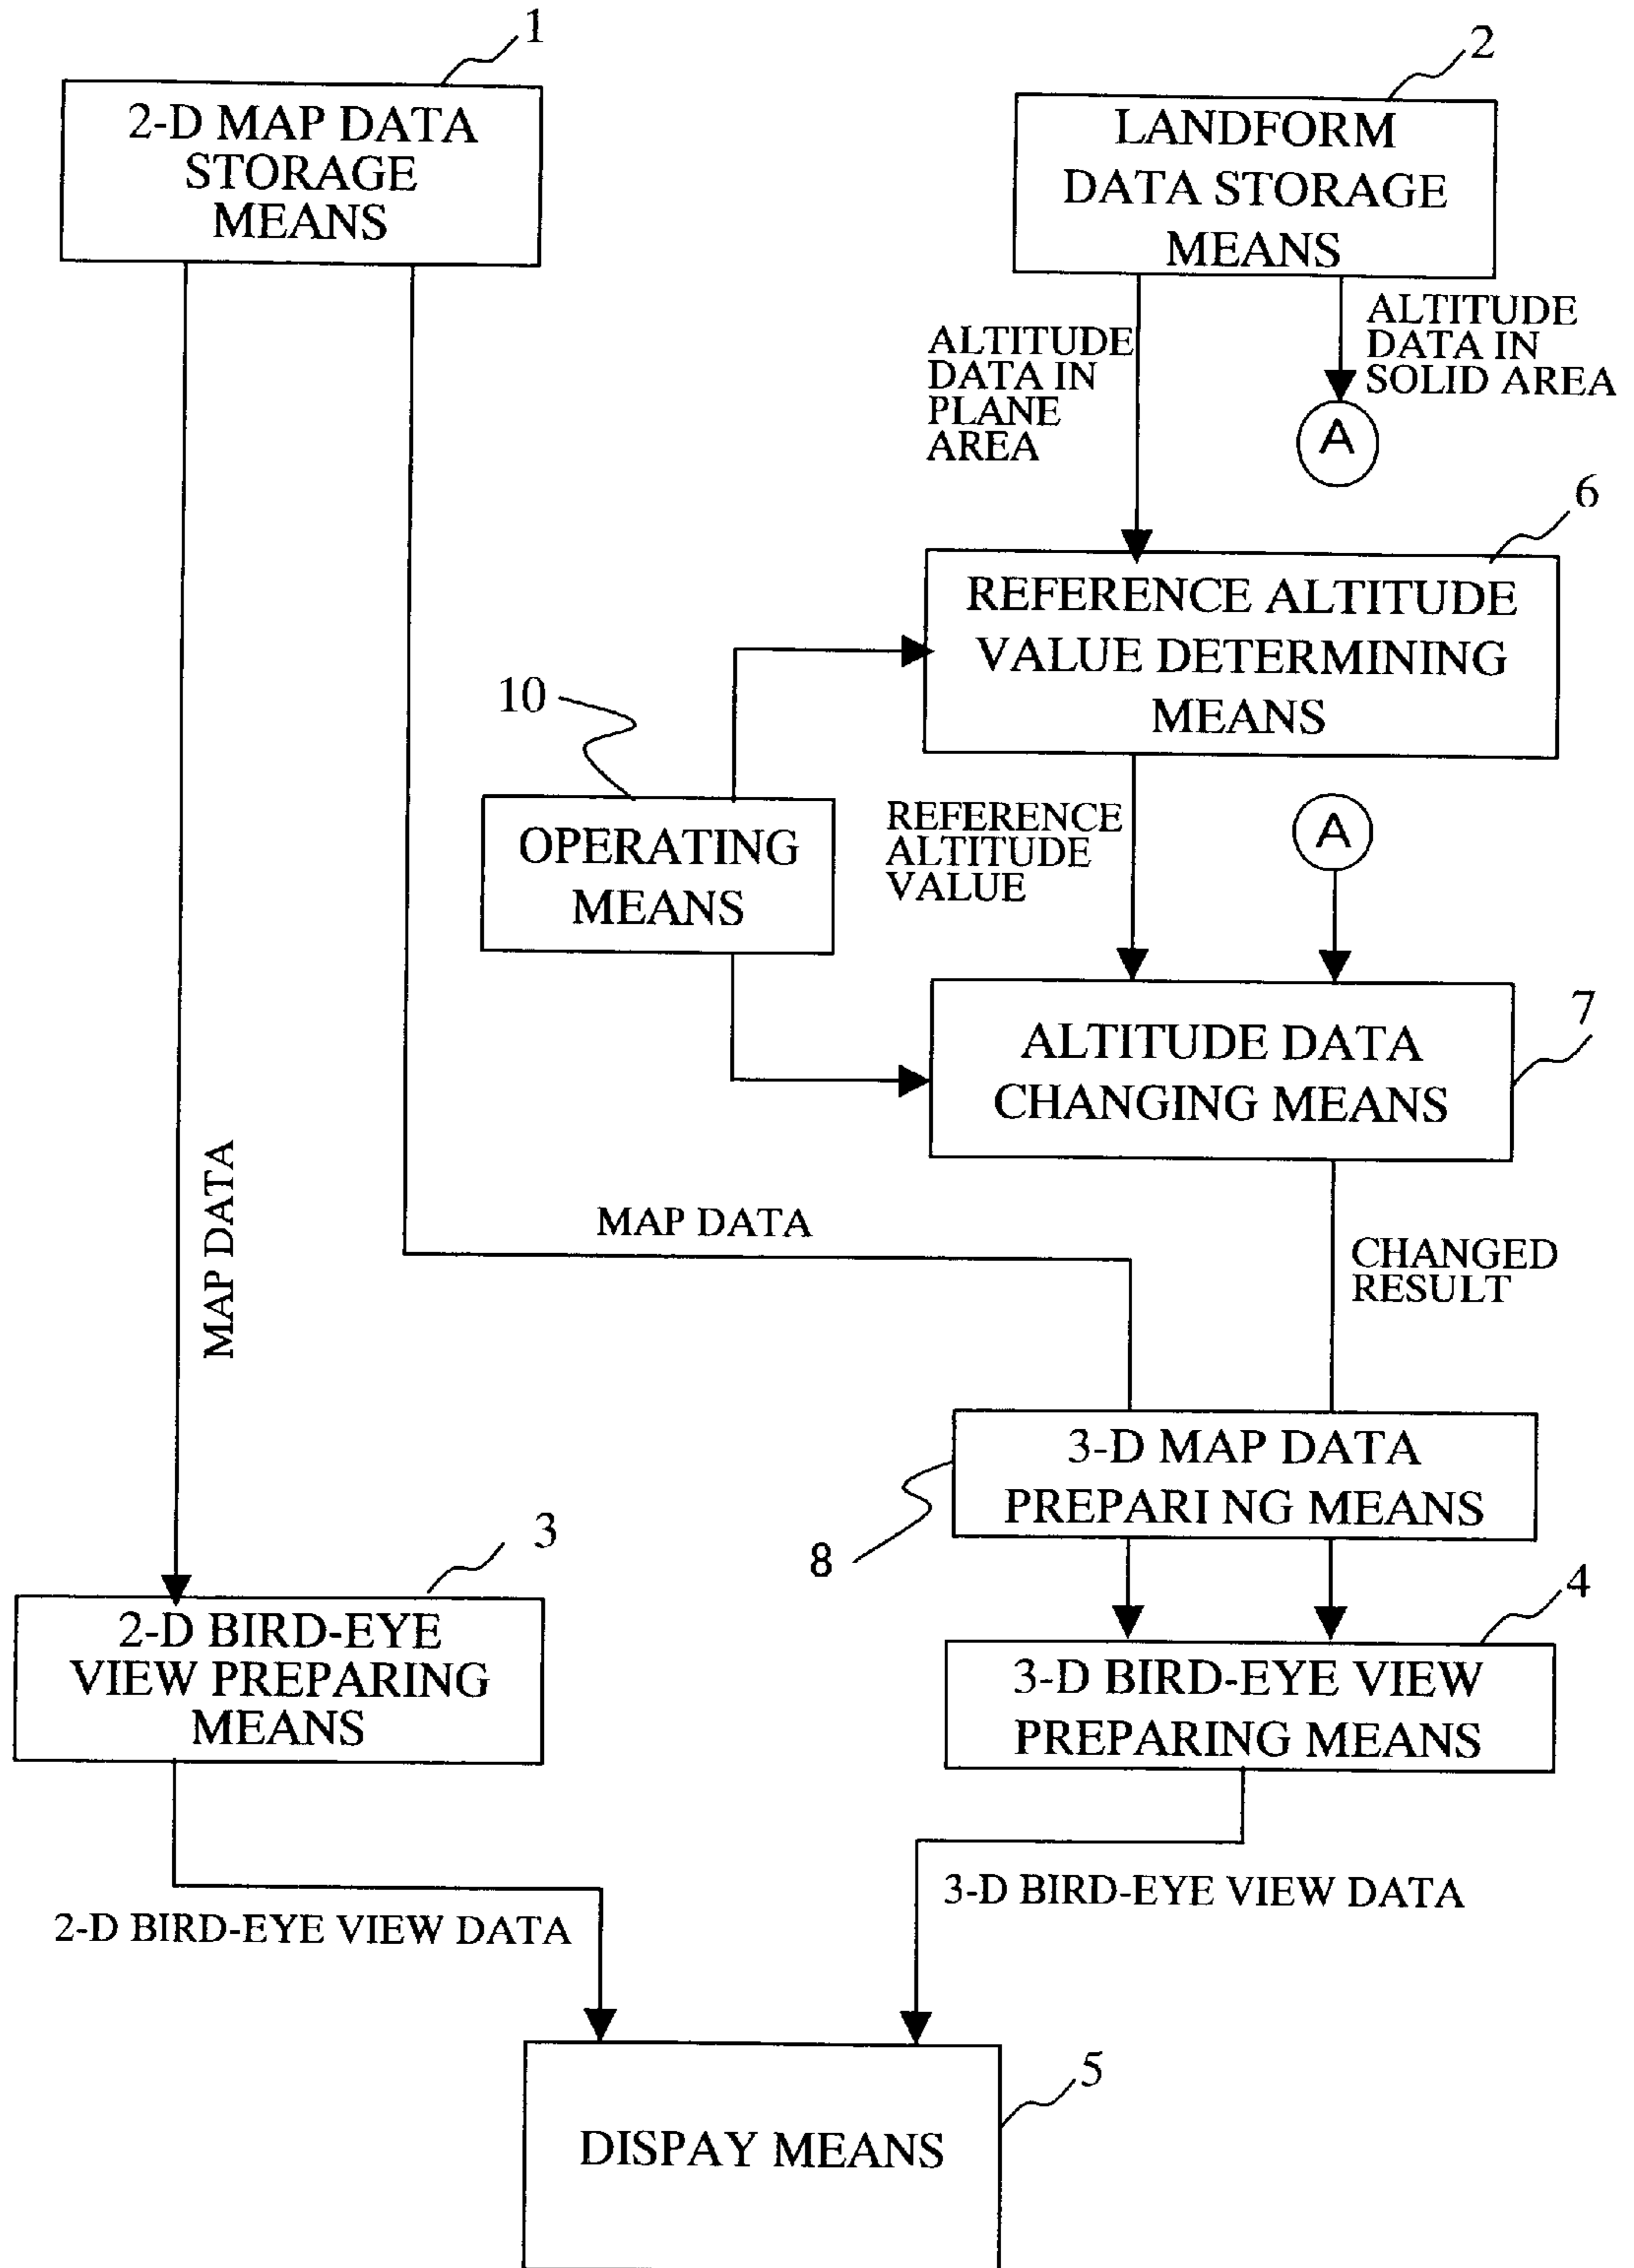 1
2-D MAP DATA
STORAGE
MEANS
2
LANDFORM
DATA STORAGE
MEANS
ALTITUDE
DATA IN
PLANE
AREA
ALTITUDE
DATA IN
SOLID AREA
A
6
REFERENCE ALTITUDE
VALUE DETERMINING
MEANS
10
OPERATING
MEANS
REFERENCE
ALTITUDE
VALUE
A
7
ALTITUDE DATA
CHANGING MEANS
MAP DATA
MAP DATA
CHANGED
RESULT
8
3-D MAP DATA
PREPARI NG MEANS
3
2-D BIRD-EYE
VIEW PREPARING
MEANS
4
3-D BIRD-EYE VIEW
PREPARING MEANS
2-D BIRD-EYE VIEW DATA
3-D BIRD-EYE VIEW DATA
5
DISPAY MEANS